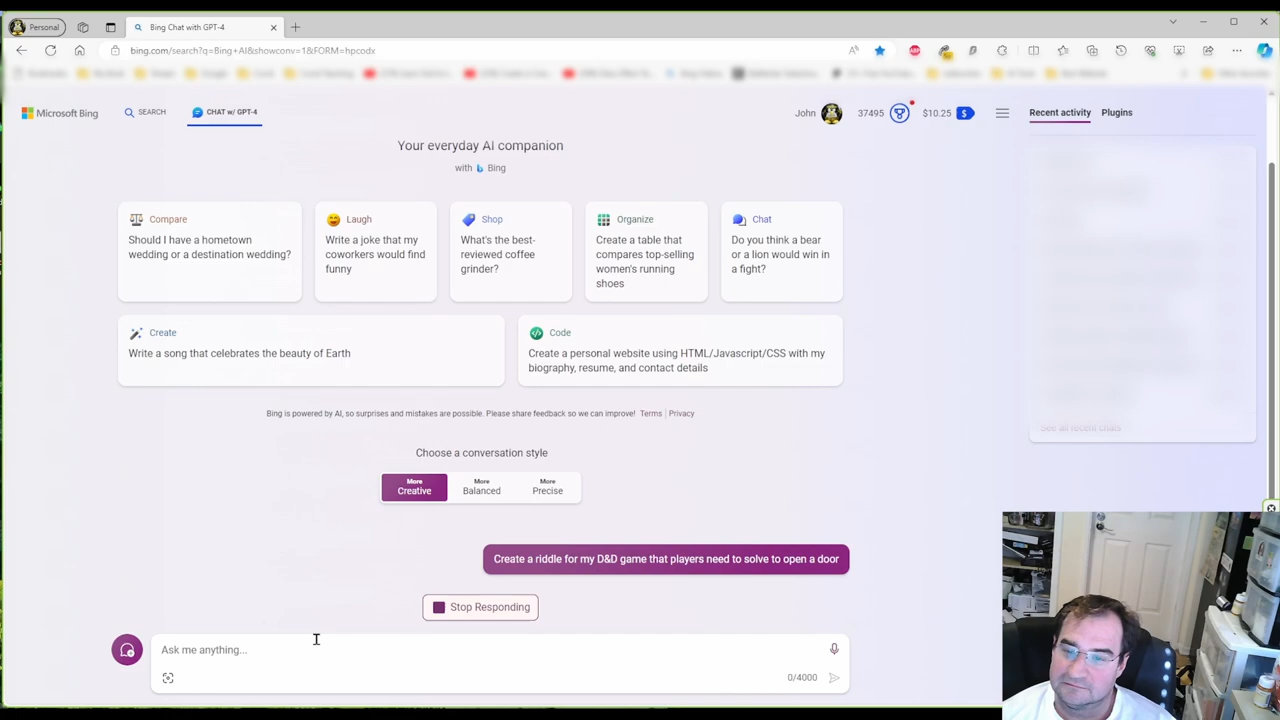 Personal
Bing Chat with GPT-4
bing.com/search?q=Bing+AI&showconv=1&FORM=hpcodx
Microsoft Bing
SEARCH
CHAT w/ GPT-4
John
37495
$10.25
Recent activity
Plugins
Your everyday AI companion
with Bing
Compare
Should I have a hometown
wedding or a destination wedding?
Laugh
Write a joke that my
coworkers would find
funny
Shop
What's the best-
reviewed coffee
grinder?
Organize
Create a table that
compares top-selling
women's running
shoes
Chat
Do you think a bear
or a lion would win in
a fight?
Create
Write a song that celebrates the beauty of Earth
Code
Create a personal website using HTML/Javascript/CSS with my
biography, resume, and contact details
See all recent chats
Bing is powered by AI, so surprises and mistakes are possible. Please share feedback so we can improve! Terms | Privacy
Choose a conversation style
More
Creative
More
Balanced
More
Precise
Create a riddle for my D&D game that players need to solve to open a door
Stop Responding
Ask me anything...
0/4000